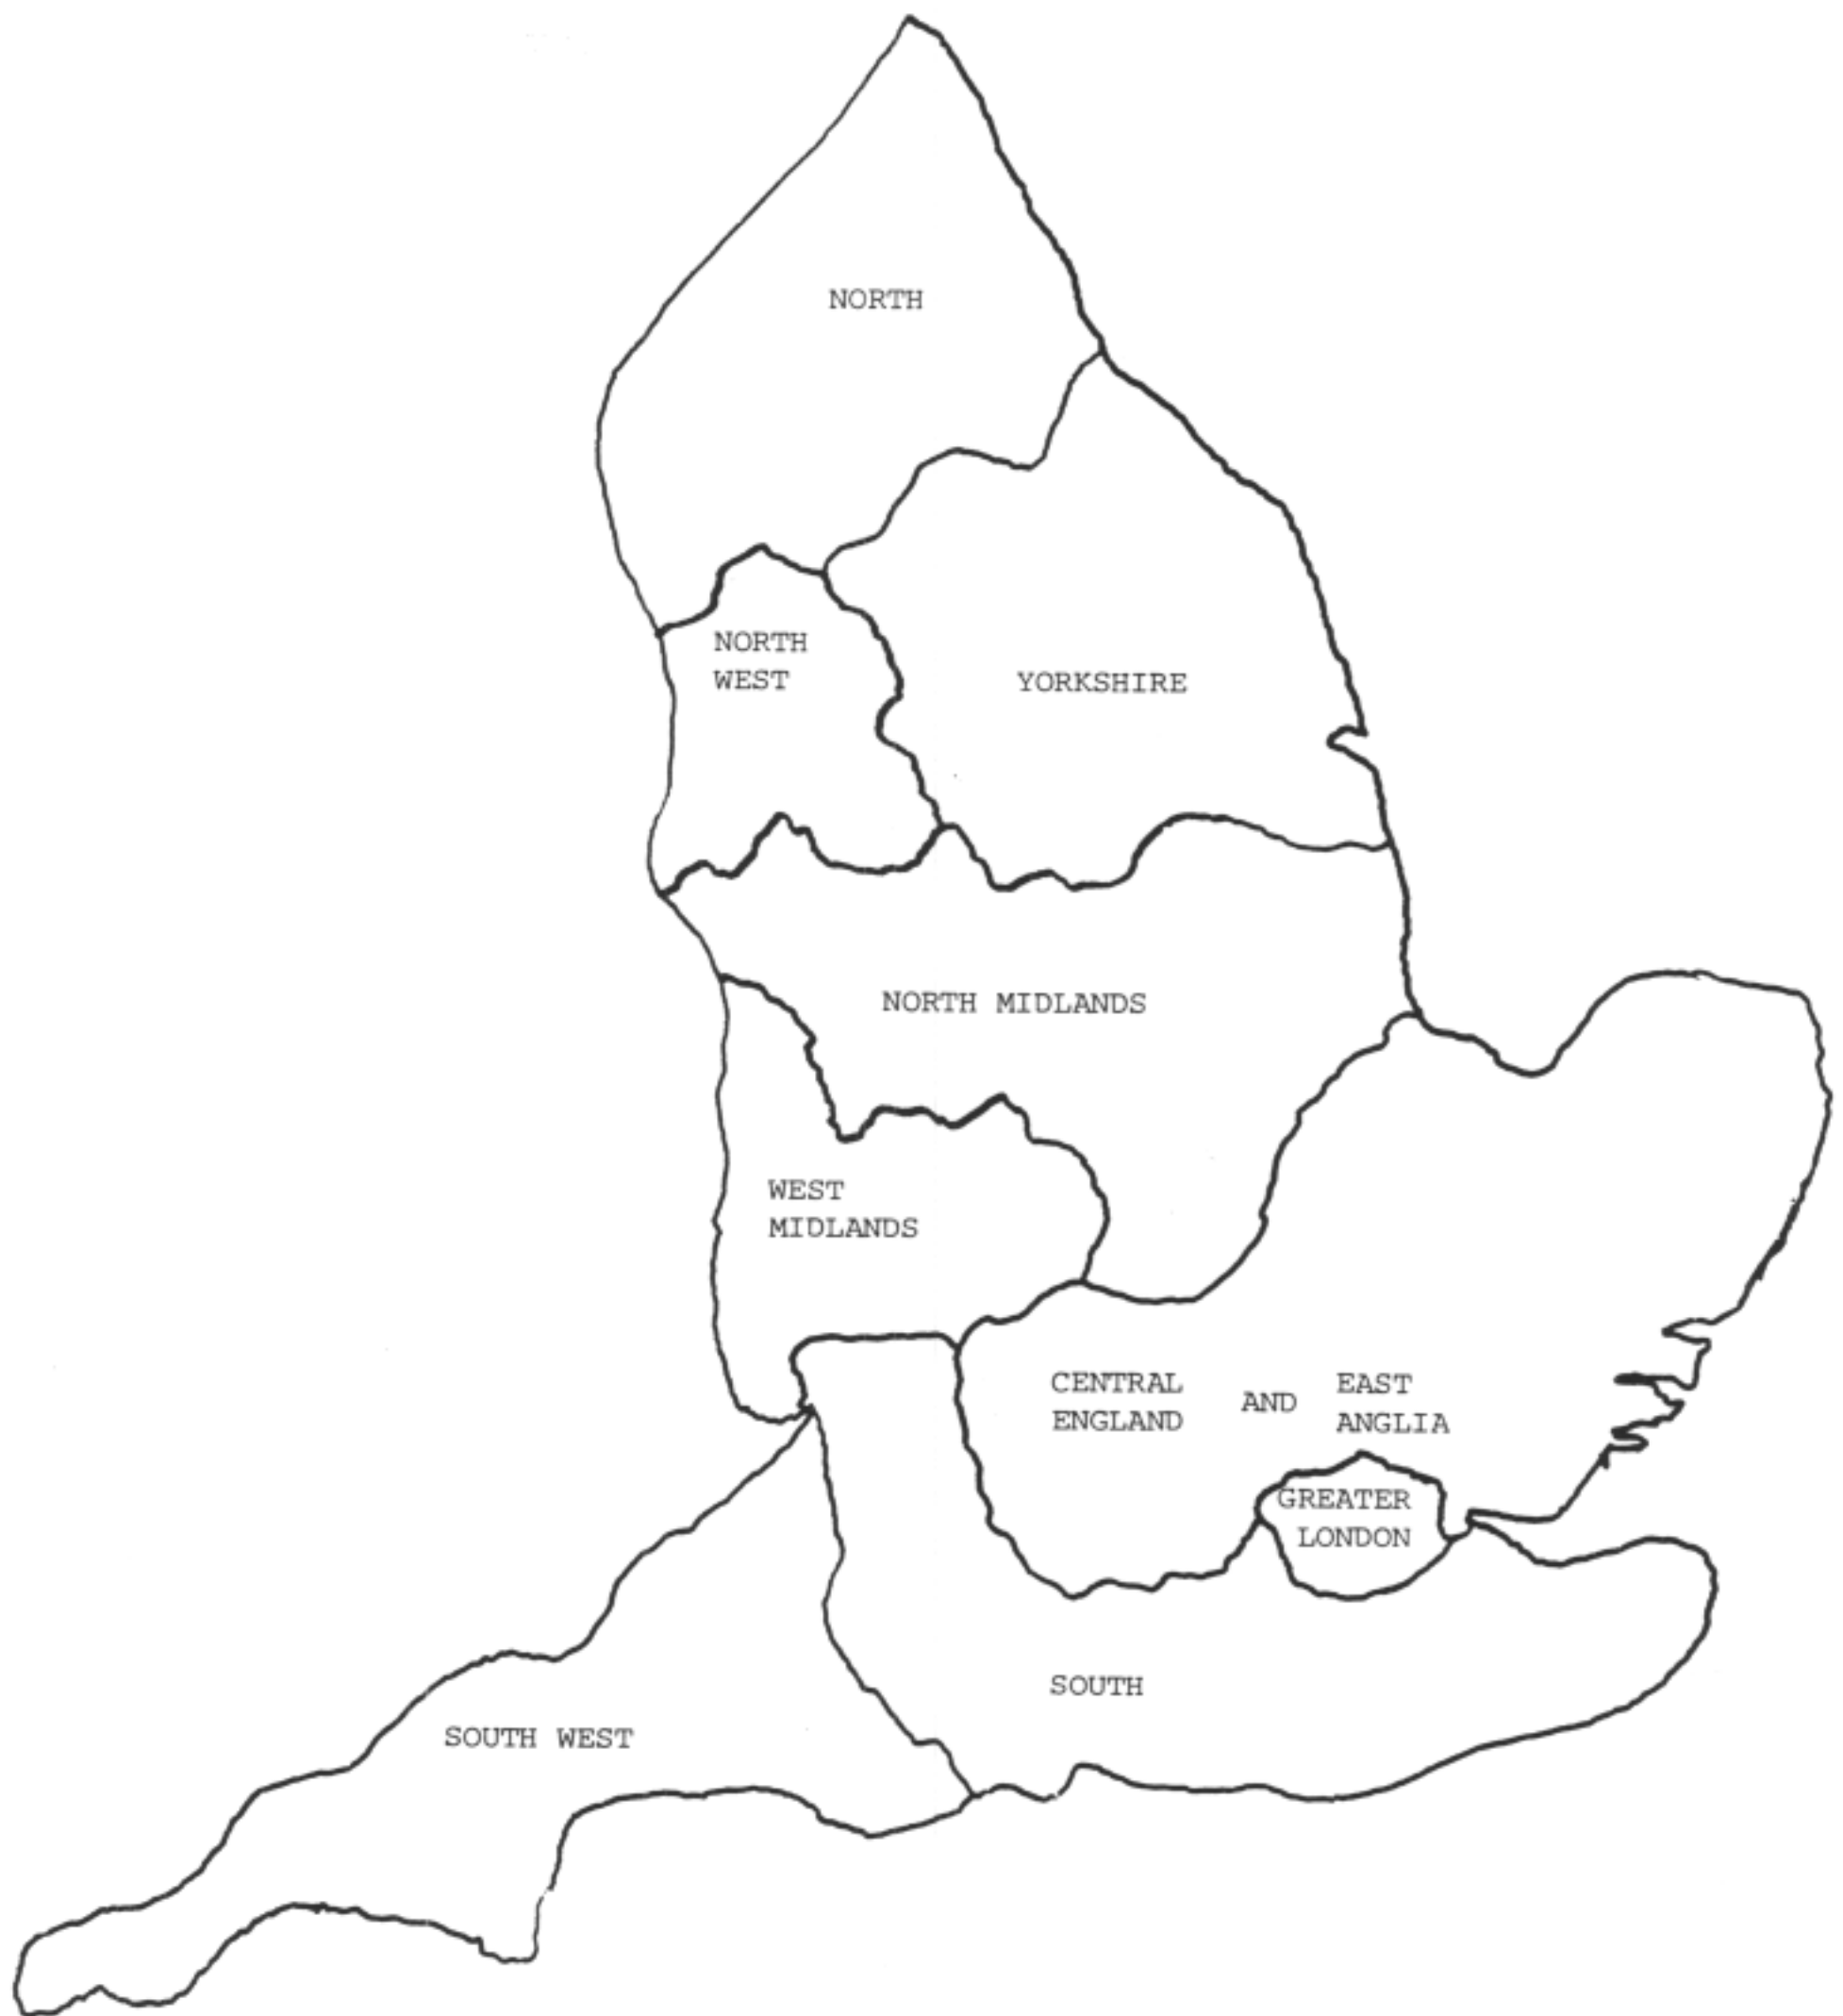 NORTH
NORTH
WEST
YORKSHIRE
NORTH MIDLANDS
WEST
MIDLANDS
CENTRAL
ENGLAND
AND
EAST
ANGLIA
GREATER
LONDON
SOUTH
SOUTH WEST